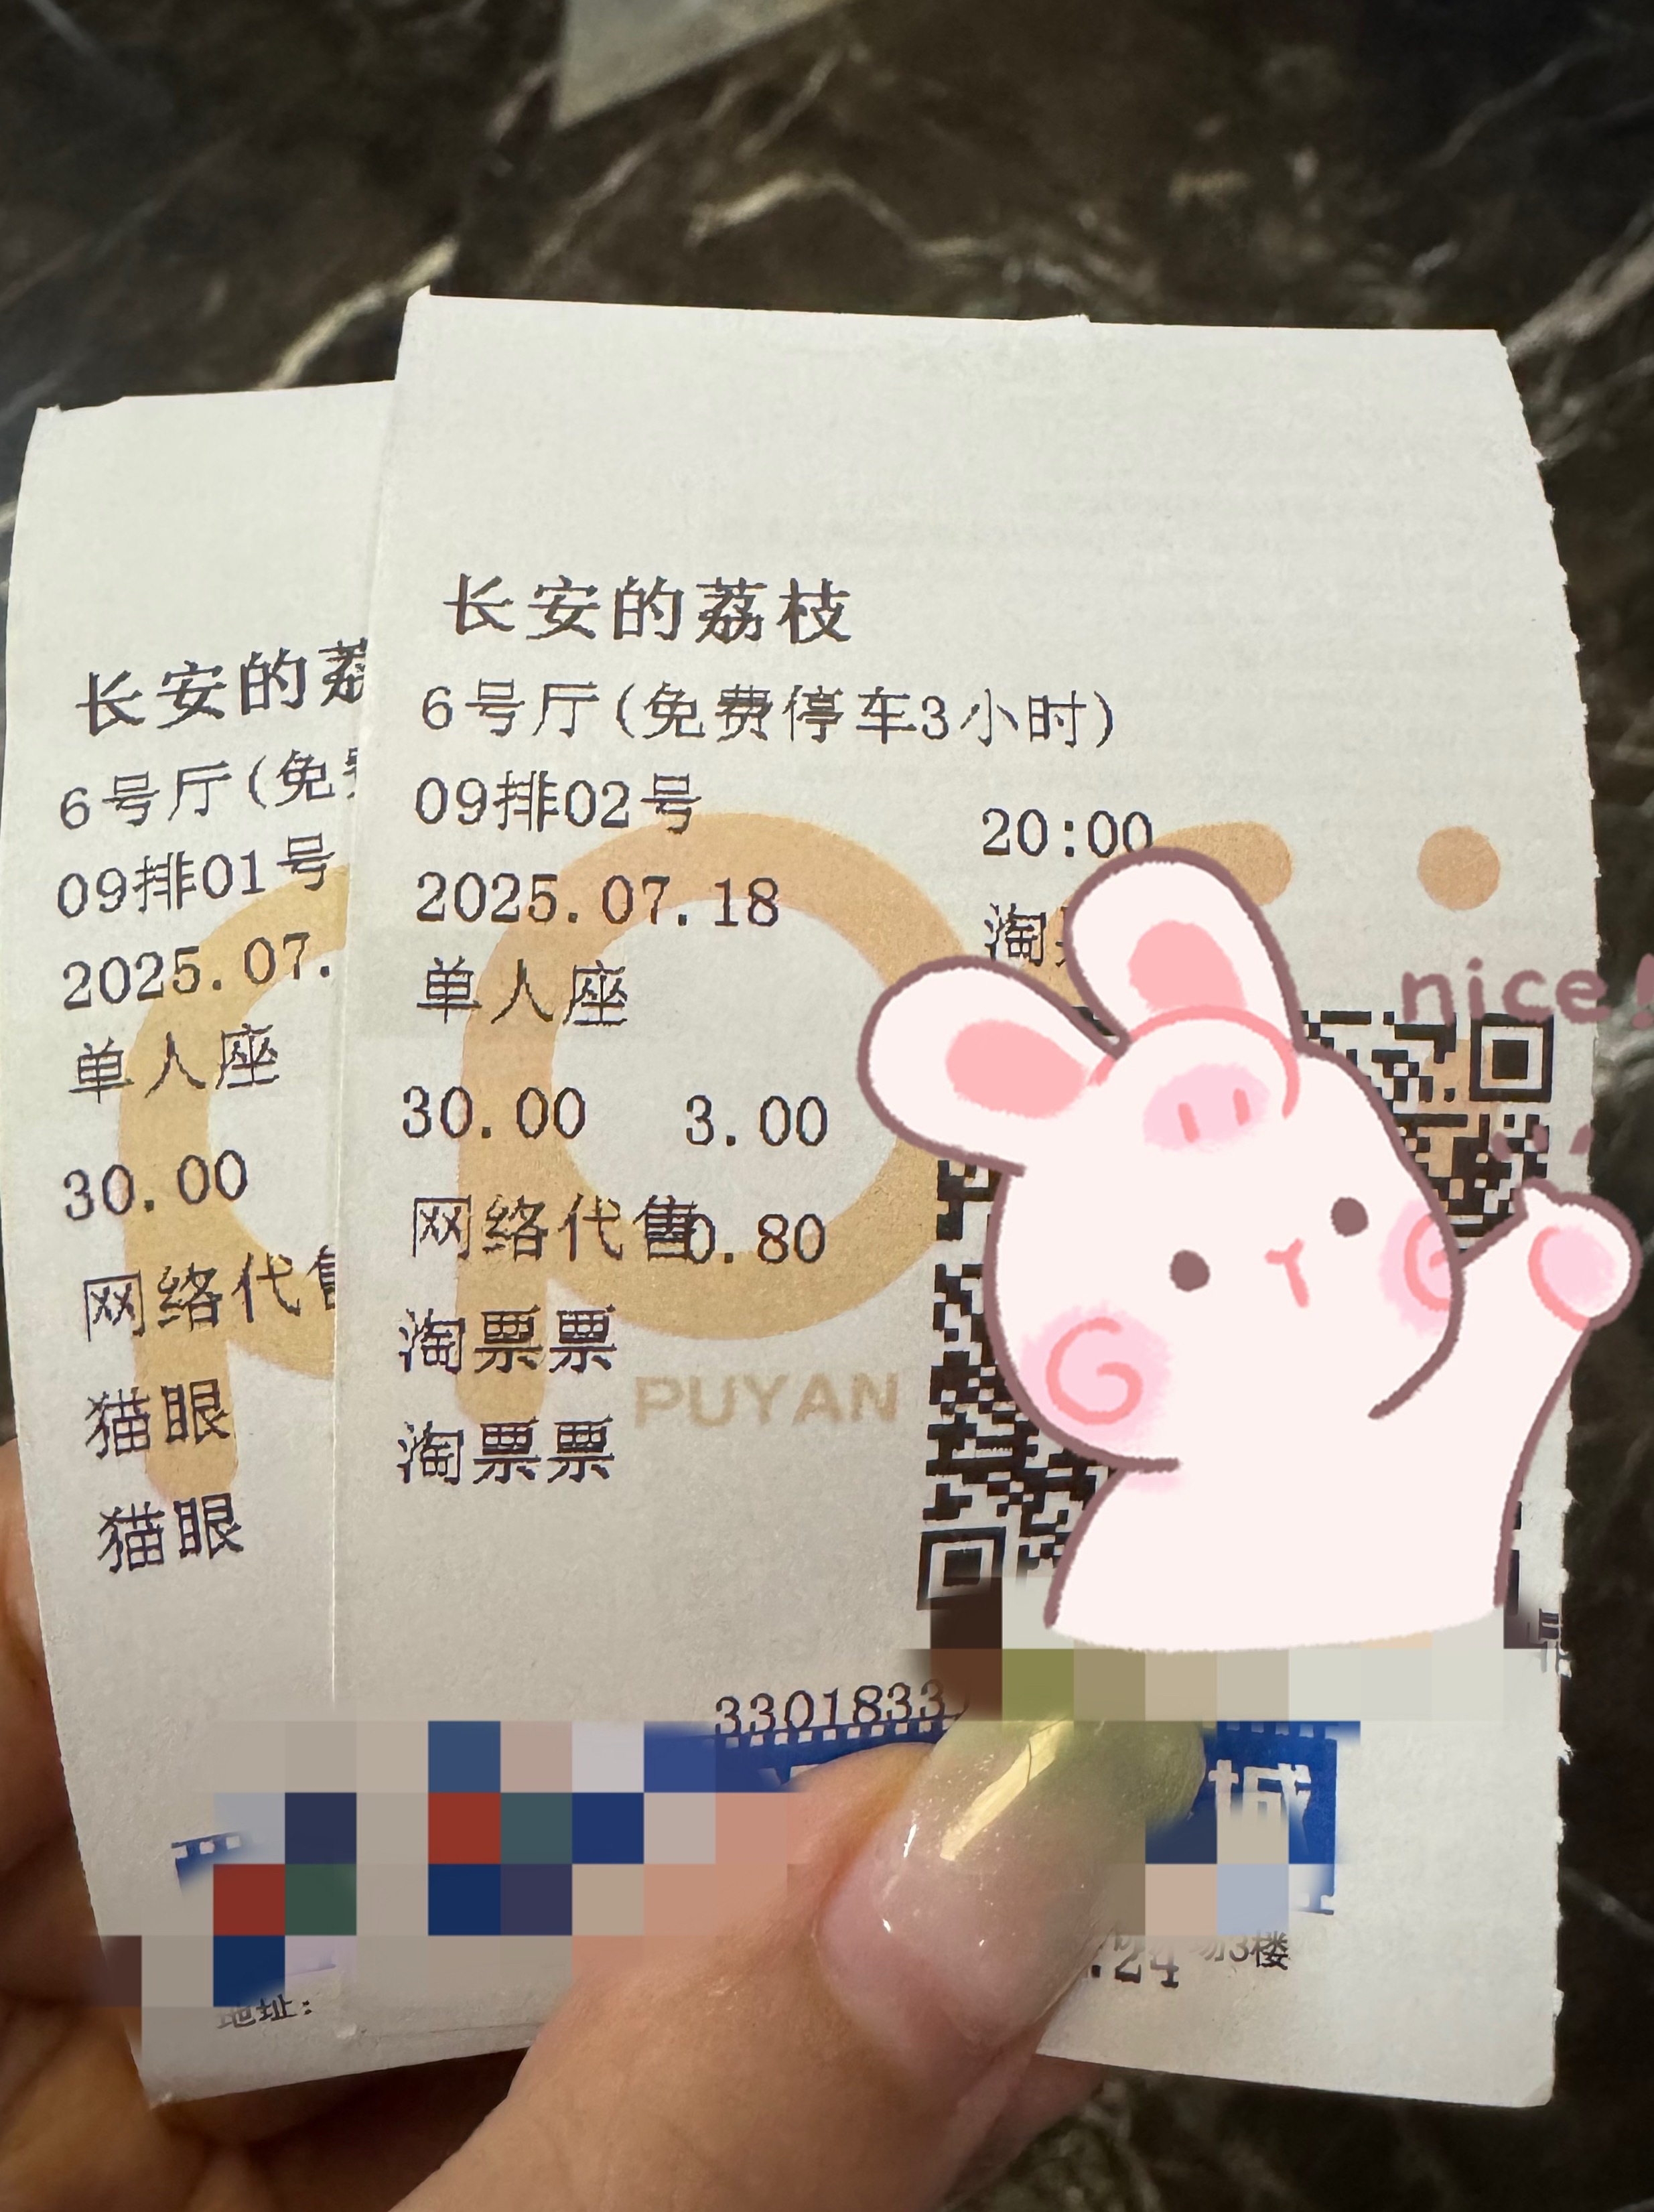 长安的荔
6号厅(免
09排01号
2025.07.
单人座
30.00
网络代售
猫眼
猫眼
地址:
长安的荔枝
6号厅(免费停车3小时)
09排02号 20:00
2025.07.18 淘
单人座
30.00 3.00
网络代售0.80
淘票票
淘票票
PUYAN
nice!
3301833
城
.24
3楼